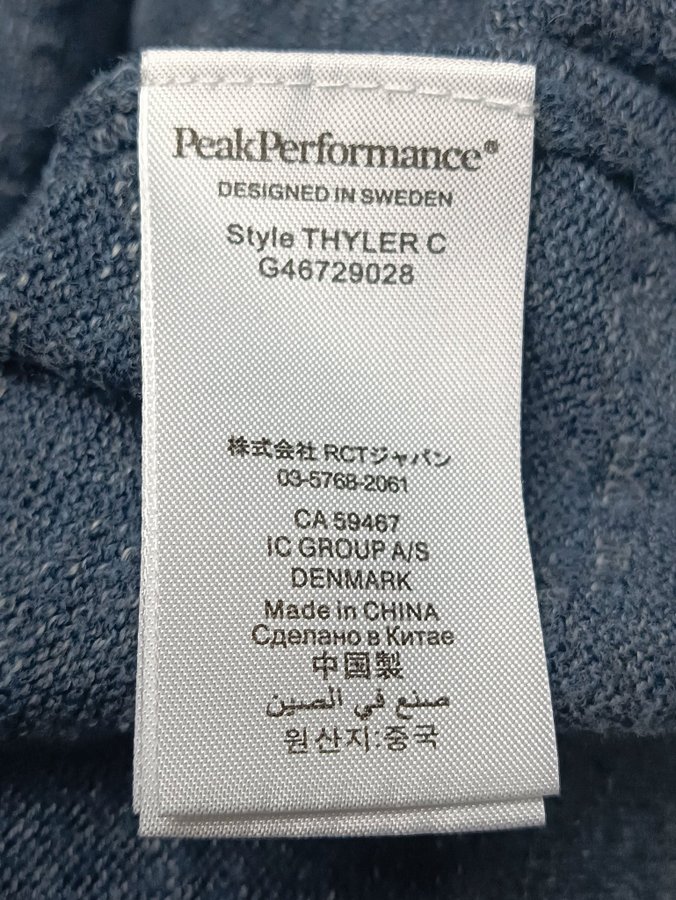 PeakPerformance®
DESIGNED IN SWEDEN
Style THYLER C
G46729028
株式会社 RCTジャパン
03-5768-2061
CA 59467
IC GROUP A/S
DENMARK
Made in CHINA
Сделано в Китае
中国製
صنع في الصين
원산지:중국